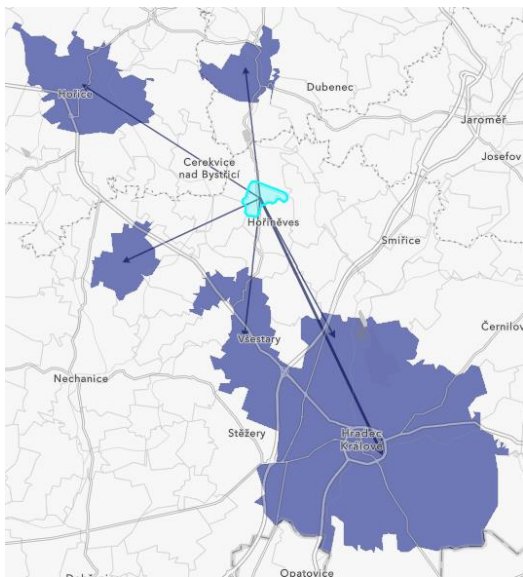 Dubenec
Hořice
Jaroměř
Josefov
Cerekvice
nad Bystřicí
Hořiněves
Smiřice
Černilov
Všestary
Nechanice
Stěžery
Hradec
Králové
Opatovice